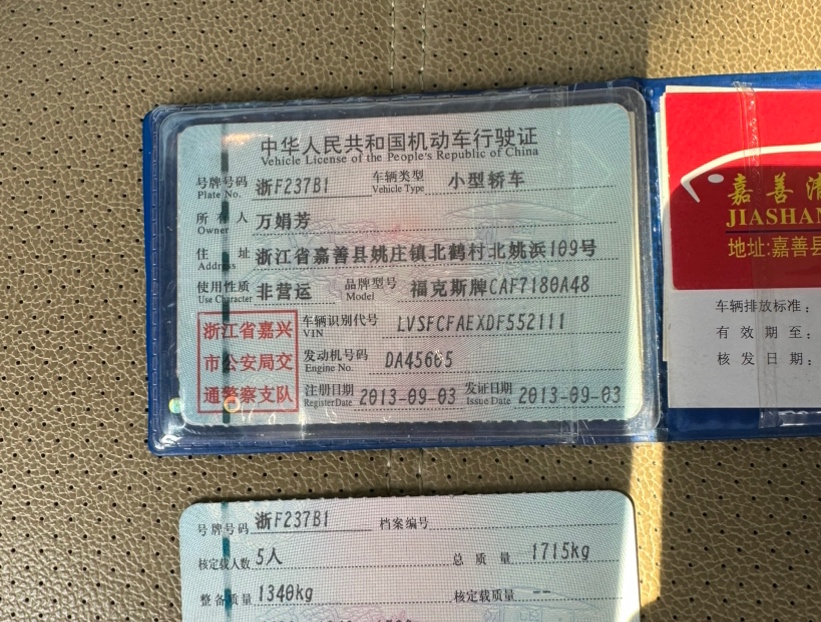 中华人民共和国机动车行驶证
Vehicle License of the People's Republic of China
号牌号码 浙F237B1 车辆类型 小型轿车
Plate No. Vehicle Type
所有人 万娟芳
Owner
住址 浙江省嘉善县姚庄镇北鹤村北姚浜109号
Address
使用性质 非营运 品牌型号 福克斯牌CAF7180A48
Use Character Model
浙江省嘉兴
市公安局交
通警察支队
车辆识别代号 LVSFCFAEXDF552111
VIN
发动机号码 DA45605
Engine No.
注册日期 2013-09-03 发证日期 2013-09-03
Register Date Issue Date
嘉善
JIASHAN
地址:嘉善县
车辆排放标准:
有效期至:
核发日期:
号牌号码 浙F237B1 档案编号
核定载人数 5人 总质量 1715kg
整备质量 1340kg 核定载质量 --